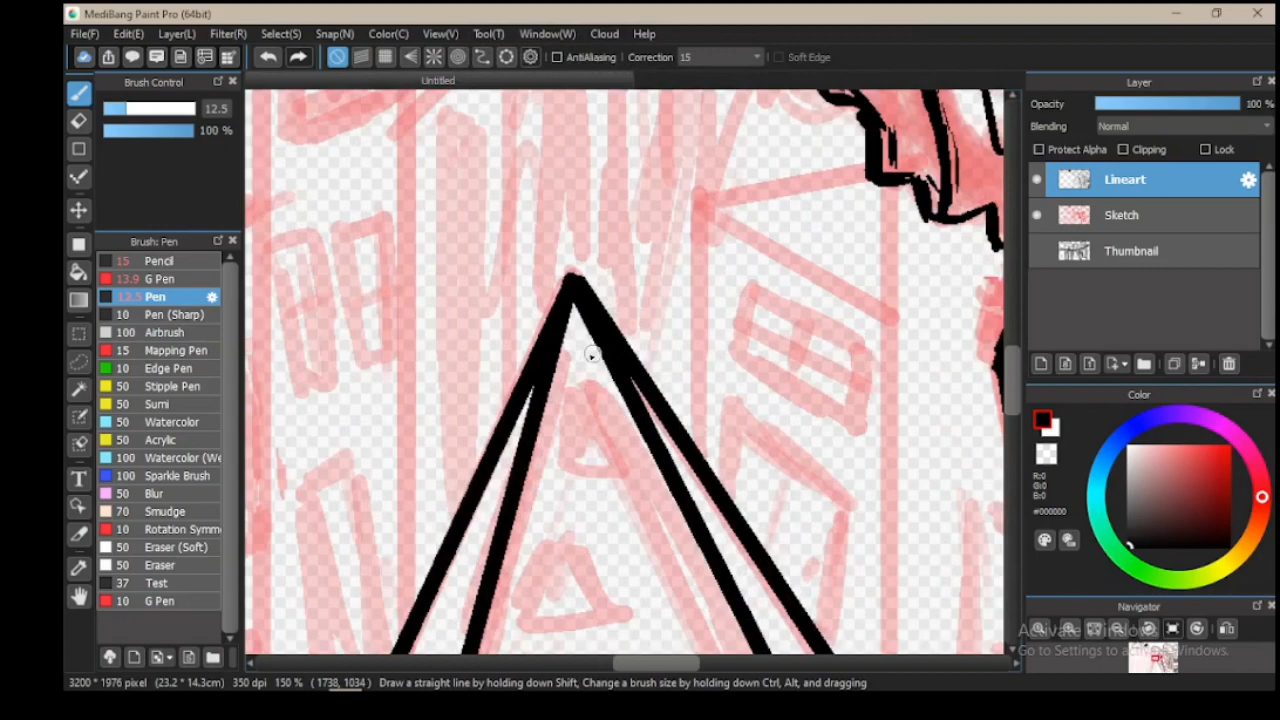 MediBang Paint Pro (64bit)
File(F) Edit(E) Layer(L) Filter(R) Select(S) Snap(N) Color(C) View(V) Tool(T) Window(W) Cloud Help
AntiAliasing Correction 15 Soft Edge
Brush Control
12.5
100 %
Brush: Pen
15 Pencil
13.9 G Pen
12.5 Pen
10 Pen (Sharp)
100 Airbrush
15 Mapping Pen
10 Edge Pen
50 Stipple Pen
50 Sumi
50 Watercolor
50 Acrylic
100 Watercolor (We
100 Sparkle Brush
50 Blur
70 Smudge
10 Rotation Symm
50 Eraser (Soft)
50 Eraser
37 Test
10 G Pen
Untitled
Layer
Opacity 100 %
Blending Normal
Protect Alpha Clipping Lock
Lineart
Sketch
Thumbnail
Color
R:0
G:0
B:0
#000000
Navigator
Activate Windows
Go to Settings to activate Windows.
3200 * 1976 pixel (23.2 * 14.3cm) 350 dpi 150 % ( 1738, 1034 ) Draw a straight line by holding down Shift, Change a brush size by holding down Ctrl, Alt, and dragging